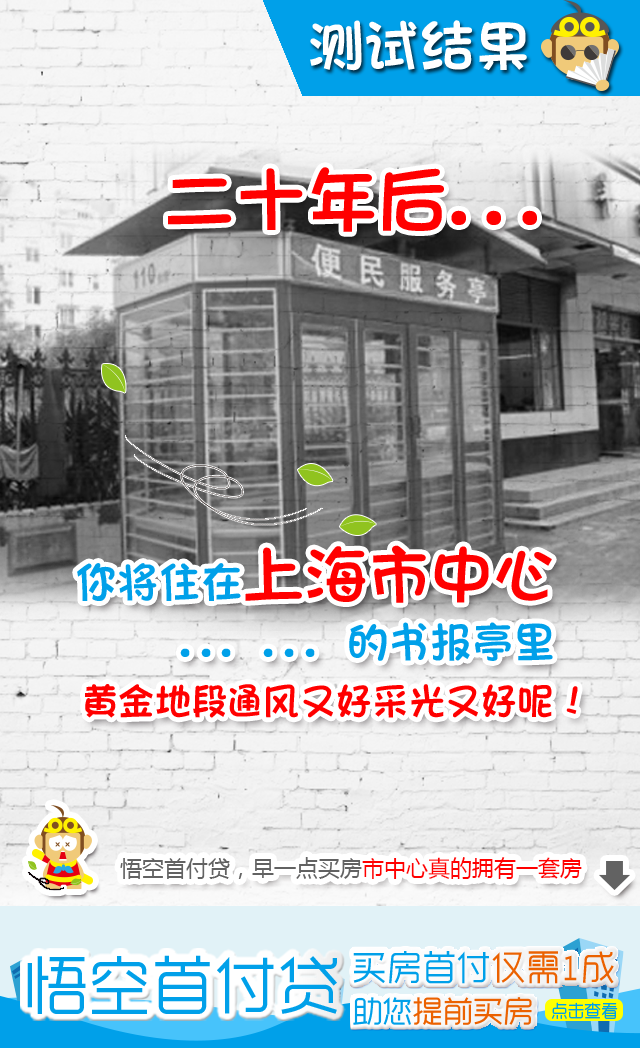 测试结果
二十年后...
110
便民服务亭
你将住在上海市中心
... ... 的书报亭里
黄金地段通风又好采光又好呢！
悟空首付贷，早一点买房市中心真的拥有一套房
悟空首付贷
买房首付仅需1成
助您提前买房 点击查看